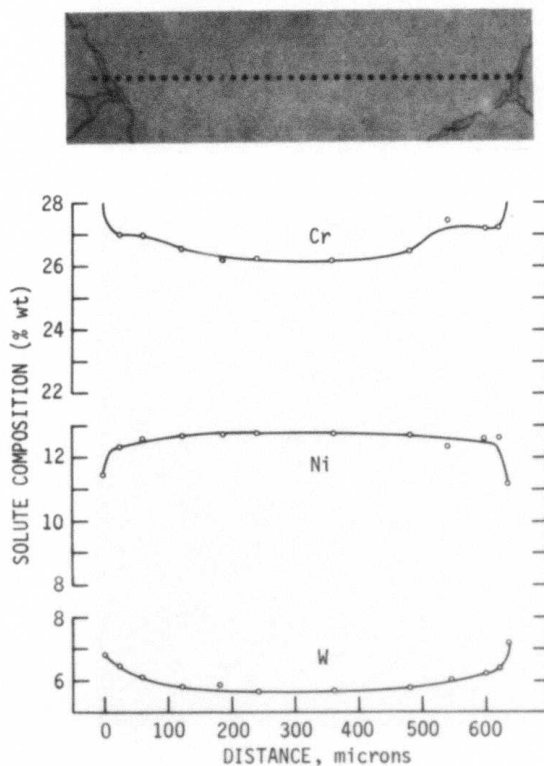 28
Cr
26
24
22
SOLUTE COMPOSITION (% wt)
12
Ni
10
8
8
W
6
0 100 200 300 400 500 600
DISTANCE, microns